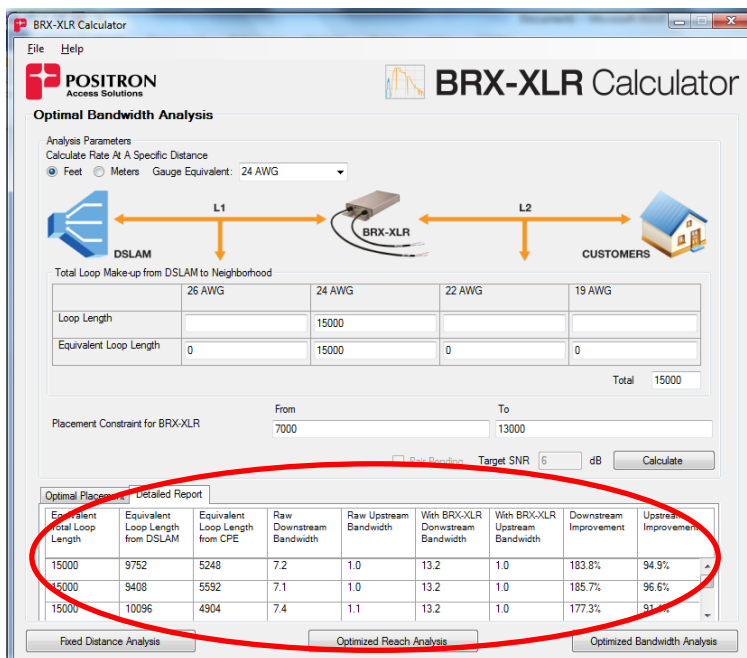 BRX-XLR Calculator
File Help
POSITRON
Access Solutions
BRX-XLR Calculator
Optimal Bandwidth Analysis
Analysis Parameters
Calculate Rate At A Specific Distance
Feet Meters Gauge Equivalent: 24 AWG
L1 L2
BRX-XLR
DSLAM CUSTOMERS
Total Loop Make-up from DSLAM to Neighborhood
26 AWG 24 AWG 22 AWG 19 AWG
Loop Length 15000
Equivalent Loop Length 0 15000 0 0
Total 15000
From To
Placement Constraint for BRX-XLR 7000 13000
Target SNR 6 dB Calculate
Optimal Placement Detailed Report
Equivalent Equivalent Equivalent Raw Raw Upstream With BRX-XLR With BRX-XLR Downstream Upstream
Total Loop Loop Length Loop Length Downstream Bandwidth Donwstream Upstream Improvement Improvement
Length from DSLAM from CPE Bandwidth Bandwidth Bandwidth
15000 9752 5248 7.2 1.0 13.2 1.0 183.8% 94.9%
15000 9408 5592 7.1 1.0 13.2 1.0 185.7% 96.6%
15000 10096 4904 7.4 1.1 13.2 1.0 177.3%
Fixed Distance Analysis Optimized Reach Analysis Optimized Bandwidth Analysis